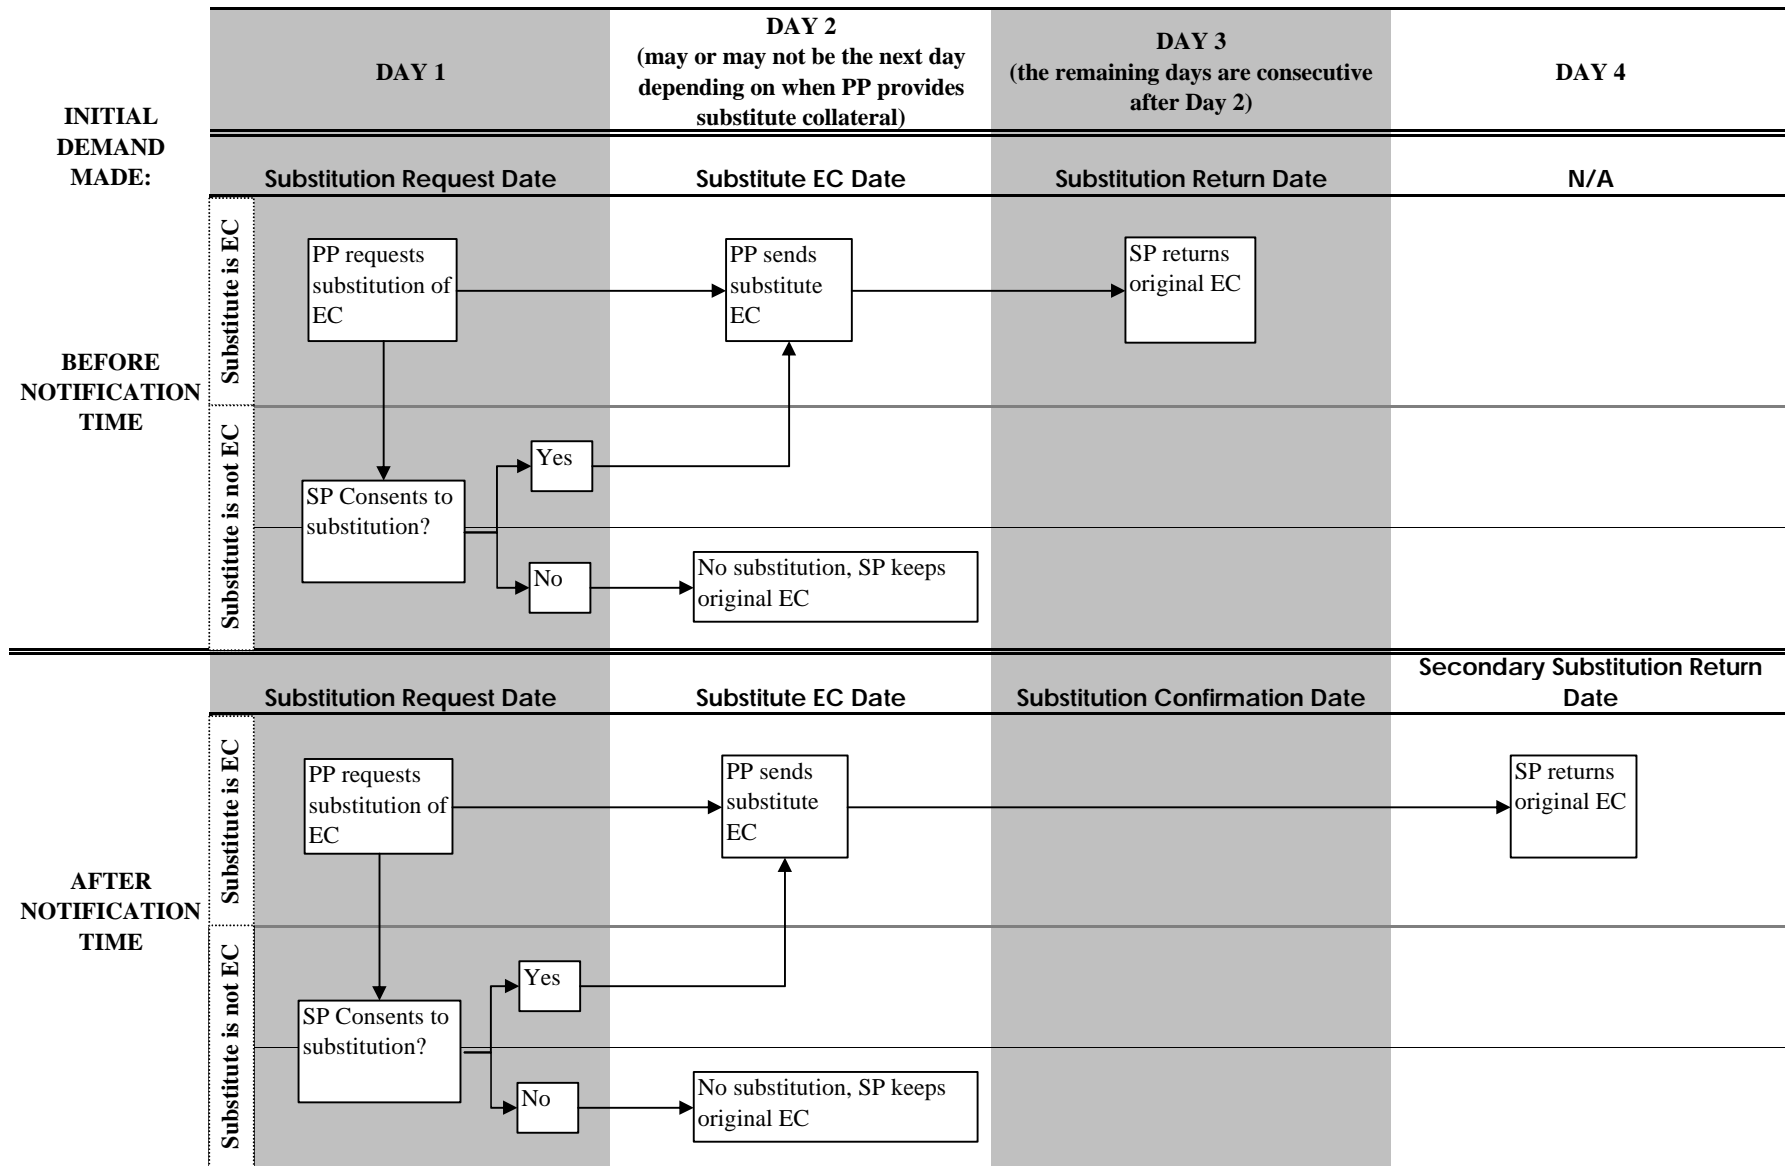 DAY 1
DAY 2
(may or may not be the next day
depending on when PP provides
substitute collateral)
DAY 3
(the remaining days are consecutive
after Day 2)
DAY 4
INITIAL
DEMAND
MADE:
Substitution Request Date
Substitute EC Date
Substitution Return Date
N/A
BEFORE
NOTIFICATION
TIME
Substitute is EC
PP requests
substitution of
EC
PP sends
substitute
EC
SP returns
original EC
Substitute is not EC
SP Consents to
substitution?
Yes
No
No substitution, SP keeps
original EC
Substitution Request Date
Substitute EC Date
Substitution Confirmation Date
Secondary Substitution Return
Date
AFTER
NOTIFICATION
TIME
Substitute is EC
PP requests
substitution of
EC
PP sends
substitute
EC
SP returns
original EC
Substitute is not EC
SP Consents to
substitution?
Yes
No
No substitution, SP keeps
original EC